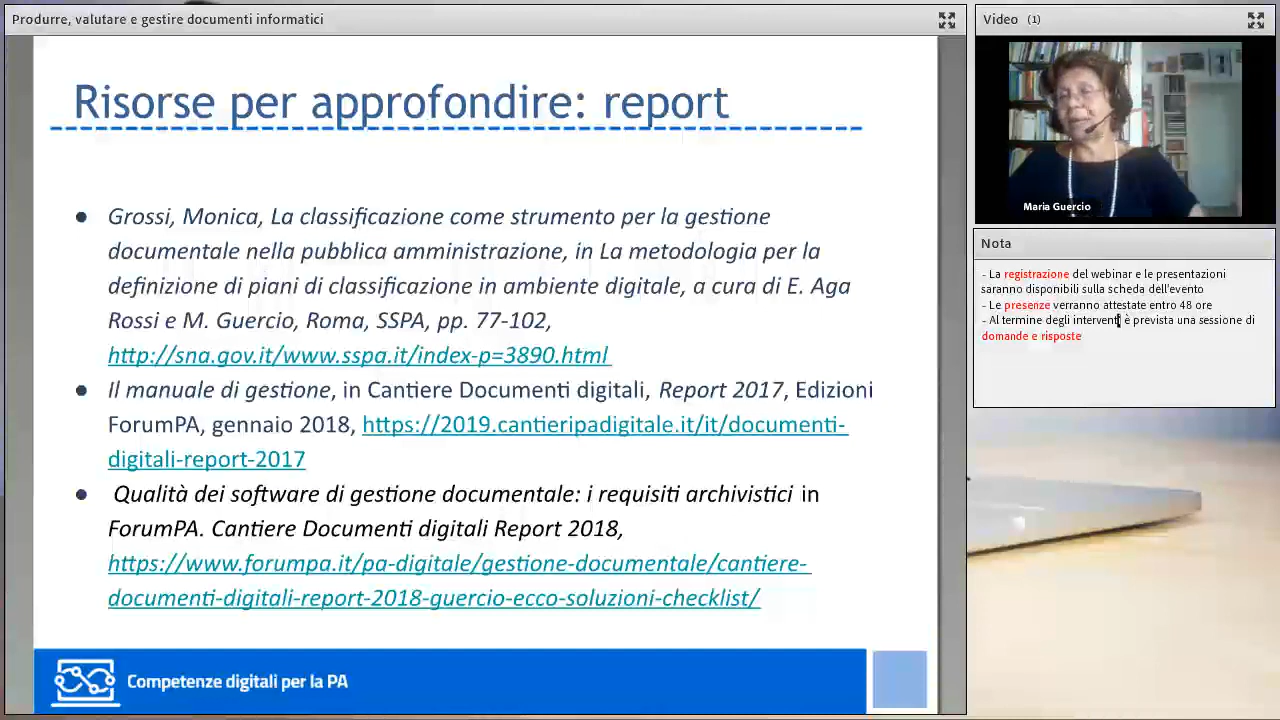 Produrre, valutare e gestire documenti informatici
Risorse per approfondire: report
Grossi, Monica, La classificazione come strumento per la gestione
documentale nella pubblica amministrazione, in La metodologia per la
definizione di piani di classificazione in ambiente digitale, a cura di E. Aga
Rossi e M. Guercio, Roma, SSPA, pp. 77-102,
http://sna.gov.it/www.sspa.it/index-p=3890.html
Il manuale di gestione, in Cantiere Documenti digitali, Report 2017, Edizioni
ForumPA, gennaio 2018, https://2019.cantieripadigitale.it/it/documenti-
digitali-report-2017
Qualità dei software di gestione documentale: i requisiti archivistici in
ForumPA. Cantiere Documenti digitali Report 2018,
https://www.forumpa.it/pa-digitale/gestione-documentale/cantiere-
documenti-digitali-report-2018-guercio-ecco-soluzioni-checklist/
Competenze digitali per la PA
Video (1)
Maria Guercio
Nota
- La registrazione del webinar e le presentazioni
saranno disponibili sulla scheda dell'evento
- Le presenze verranno attestate entro 48 ore
- Al termine degli interventi è prevista una sessione di
domande e risposte